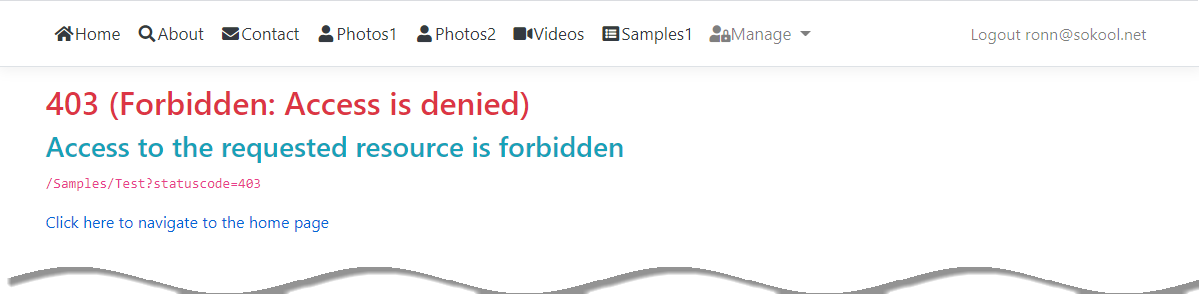 Home About Contact Photos1 Photos2 Videos Samples1 Manage Logout ronn@sokool.net
403 (Forbidden: Access is denied)
Access to the requested resource is forbidden
/Samples/Test?statuscode=403
Click here to navigate to the home page